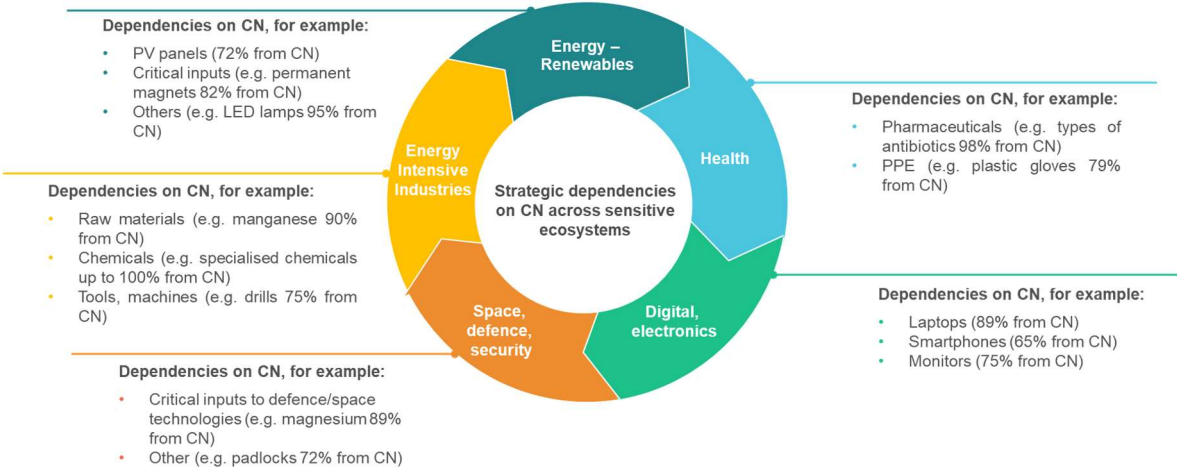 Dependencies on CN, for example:
• PV panels (72% from CN)
• Critical inputs (e.g. permanent
magnets 82% from CN)
• Others (e.g. LED lamps 95% from
CN)
Energy –
Renewables
Dependencies on CN, for example:
• Pharmaceuticals (e.g. types of
antibiotics 98% from CN)
• PPE (e.g. plastic gloves 79%
from CN)
Health
Energy
Intensive
Industries
Strategic dependencies
on CN across sensitive
ecosystems
Dependencies on CN, for example:
• Raw materials (e.g. manganese 90%
from CN)
• Chemicals (e.g. specialised chemicals
up to 100% from CN)
• Tools, machines (e.g. drills 75% from
CN)
Space,
defence,
security
Digital,
electronics
Dependencies on CN, for example:
• Laptops (89% from CN)
• Smartphones (65% from CN)
• Monitors (75% from CN)
Dependencies on CN, for example:
• Critical inputs to defence/space
technologies (e.g. magnesium 89%
from CN)
• Other (e.g. padlocks 72% from CN)